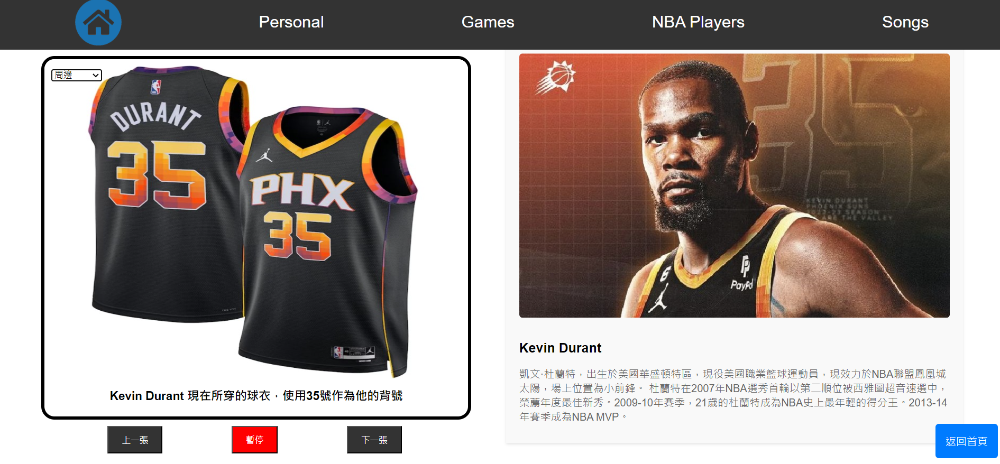 Personal
Games
NBA Players
Songs
周邊
DURANT
35
PHX
35
Kevin Durant 現在所穿的球衣，使用35號作為他的背號
上一張
暫停
下一張
35
KEVIN DURANT
PHOENIX SUNS
2022-23 SEASON
ARE THE VALLEY
6
PayPal
Kevin Durant
凱文·杜蘭特，出生於美國華盛頓特區，現役美國職業籃球運動員，現效力於NBA聯盟鳳凰城
太陽，場上位置為小前鋒。 杜蘭特在2007年NBA選秀首輪以第二順位被西雅圖超音速選中，
榮薦年度最佳新秀。2009-10年賽季，21歲的杜蘭特成為NBA史上最年輕的得分王。2013-14
年賽季成為NBA MVP。
返回首頁